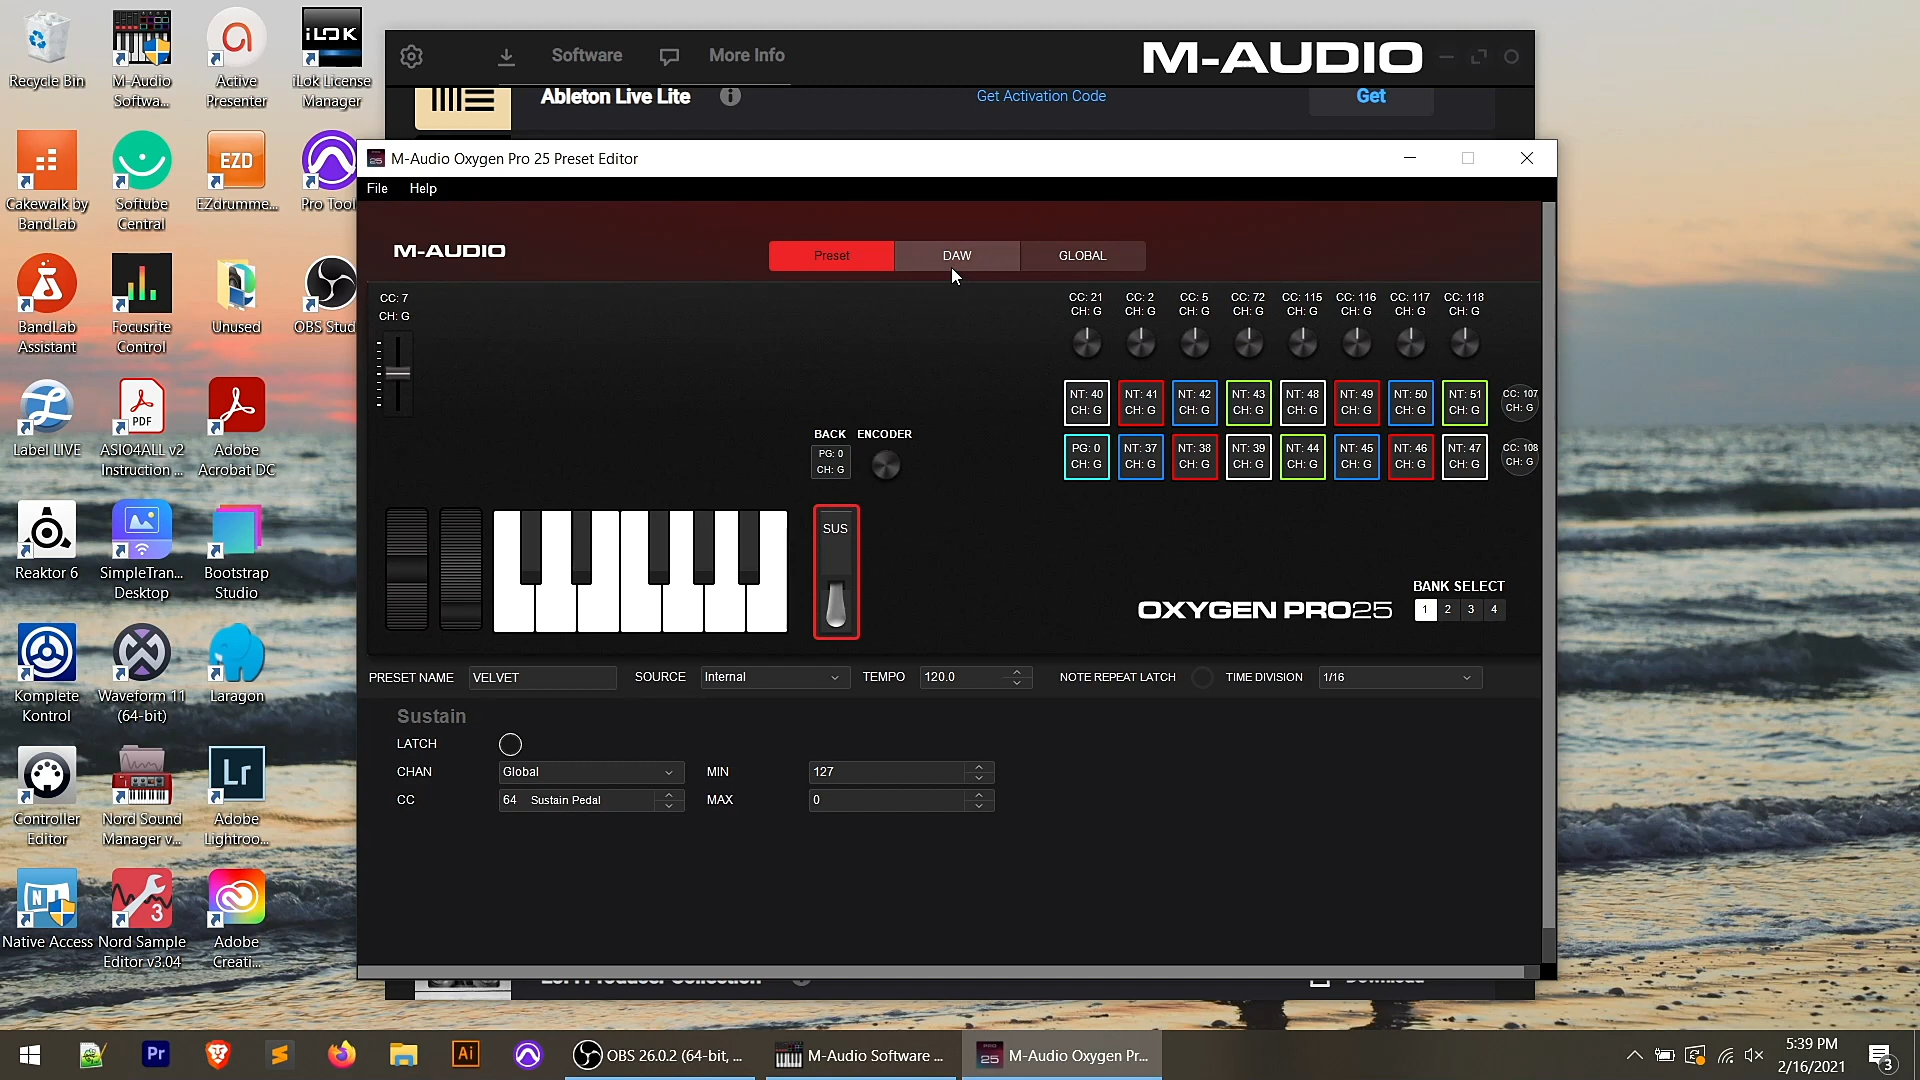 Recycle Bin
M-Audio
Softwa...
Active
Presenter
iLOK
iLok License
Manager
Software
More Info
M-AUDIO
Ableton Live Lite
Get Activation Code
Get
Cakewalk by
BandLab
Softube
Central
EZD
EZdrumme...
Pro Tool
M-Audio Oxygen Pro 25 Preset Editor
File
Help
M-AUDIO
Preset
DAW
GLOBAL
BandLab
Assistant
Focusrite
Control
Unused
OBS Stud
CC: 7
CH: G
CC: 21
CH: G
CC: 2
CH: G
CC: 5
CH: G
CC: 72
CH: G
CC: 115
CH: G
CC: 116
CH: G
CC: 117
CH: G
CC: 118
CH: G
NT: 40
CH: G
NT: 41
CH: G
NT: 42
CH: G
NT: 43
CH: G
NT: 48
CH: G
NT: 49
CH: G
NT: 50
CH: G
NT: 51
CH: G
CC: 107
CH: G
BACK
ENCODER
PG: 0
CH: G
PG: 0
CH: G
NT: 37
CH: G
NT: 38
CH: G
NT: 39
CH: G
NT: 44
CH: G
NT: 45
CH: G
NT: 46
CH: G
NT: 47
CH: G
CC: 108
CH: G
Label LIVE
PDF
ASIO4ALL v2
Instruction ...
Adobe
Acrobat DC
Reaktor 6
SimpleTran...
Desktop
Bootstrap
Studio
SUS
OXYGEN PRO25
BANK SELECT
1 2 3 4
Komplete
Kontrol
Waveform 11
(64-bit)
Laragon
PRESET NAME
VELVET
SOURCE
Internal
TEMPO
120.0
NOTE REPEAT LATCH
TIME DIVISION
1/16
Sustain
LATCH
CHAN
Global
MIN
127
CC
64 Sustain Pedal
MAX
0
Controller
Editor
Nord Sound
Manager v...
Lr
Adobe
Lightroo...
Native Access
3
Nord Sample
Editor v3.04
Adobe
Creati...
Pr
Ai
OBS 26.0.2 (64-bit, ...
M-Audio Software ...
25
M-Audio Oxygen Pr...
5:39 PM
2/16/2021
3